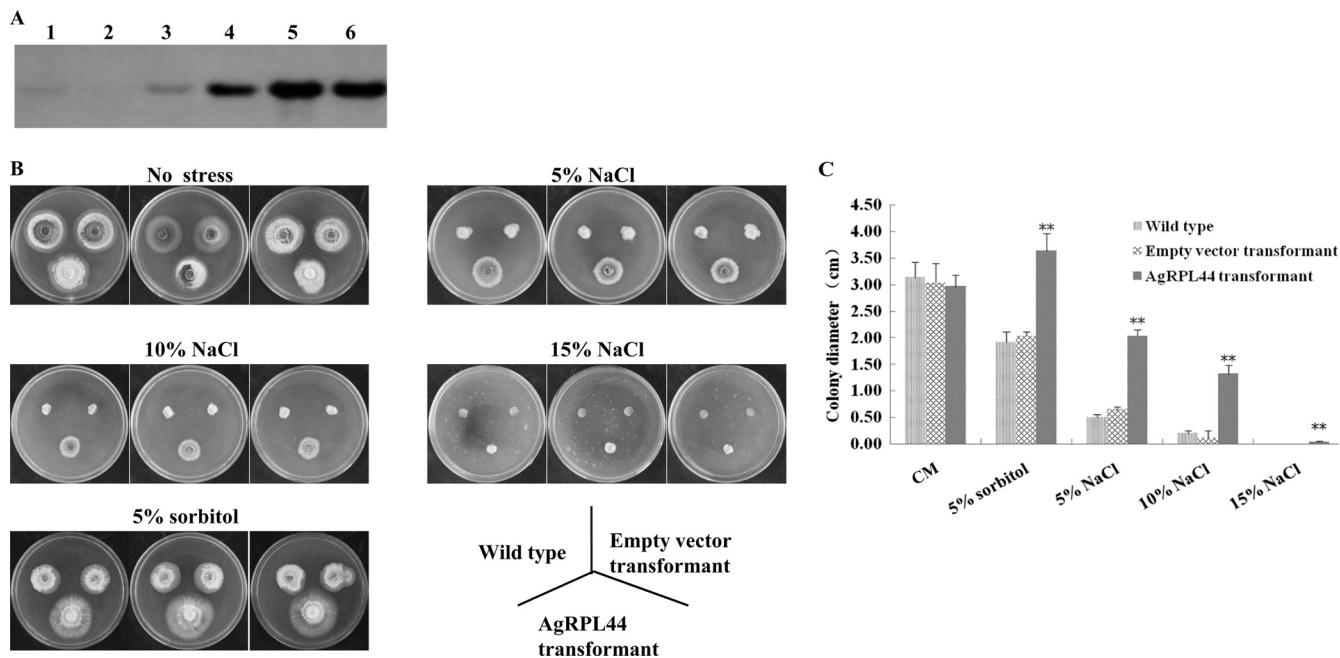 A
1 2 3 4 5 6
B
No stress
5% NaCl
10% NaCl
15% NaCl
5% sorbitol
Wild type
Empty vector
transformant
AgRPL44
transformant
C
Colony diameter (cm)
4.50
4.00
3.50
3.00
2.50
2.00
1.50
1.00
0.50
0.00
Wild type
Empty vector transformant
AgRPL44 transformant
**
**
**
**
CM
5% sorbitol
5% NaCl
10% NaCl
15% NaCl